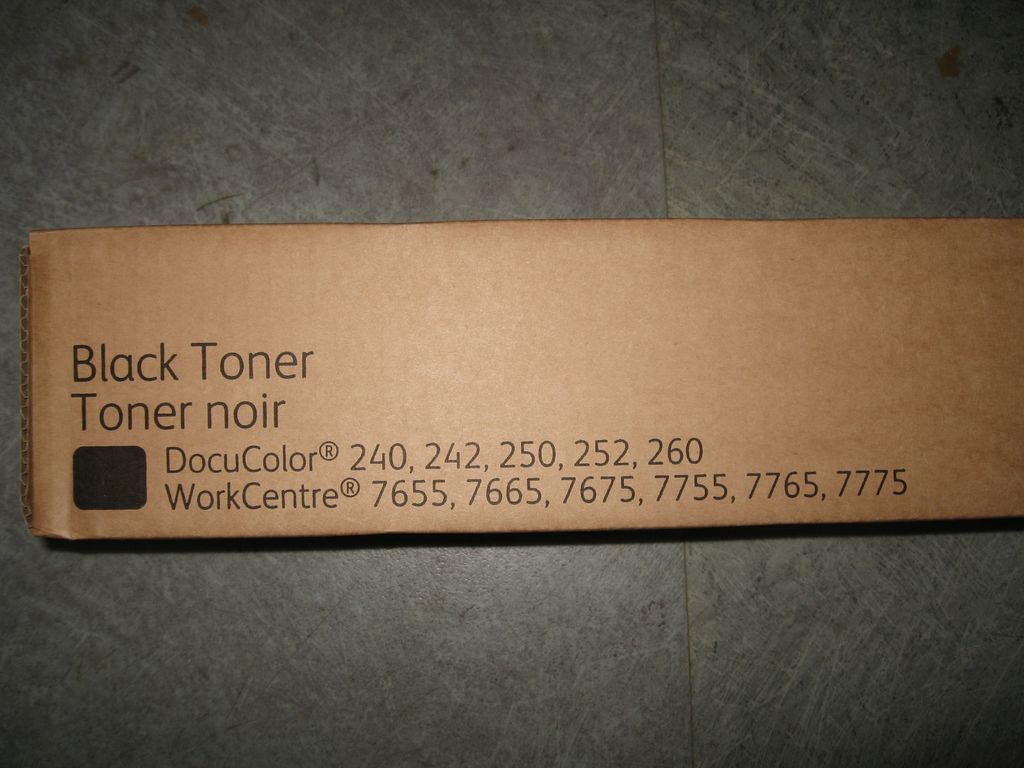 Black Toner
Toner noir
DocuColor® 240, 242, 250, 252, 260
WorkCentre® 7655, 7665, 7675, 7755, 7765, 7775